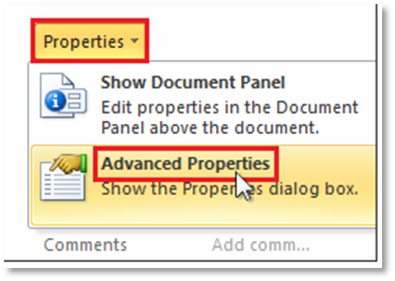 Properties
Show Document Panel
Edit properties in the Document
Panel above the document.
Advanced Properties
Show the Properties dialog box.
Comments Add comm...